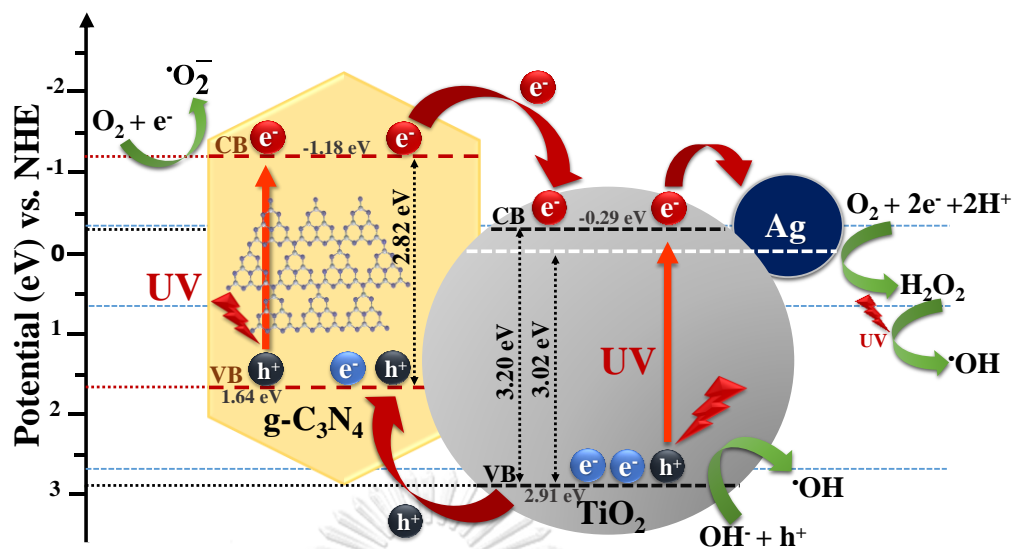 Potential (eV) vs. NHE
-2
-1
0
1
2
3
·O₂⁻
O₂ + e⁻
CB
e⁻
e⁻
-1.18 eV
2.82 eV
UV
h⁺
e⁻
h⁺
VB
1.64 eV
g-C₃N₄
e⁻
h⁺
CB
e⁻
-0.29 eV
e⁻
3.20 eV
3.02 eV
UV
e⁻
e⁻
h⁺
VB
2.91 eV
TiO₂
Ag
O₂ + 2e⁻ +2H⁺
H₂O₂
UV
·OH
·OH
OH⁻ + h⁺